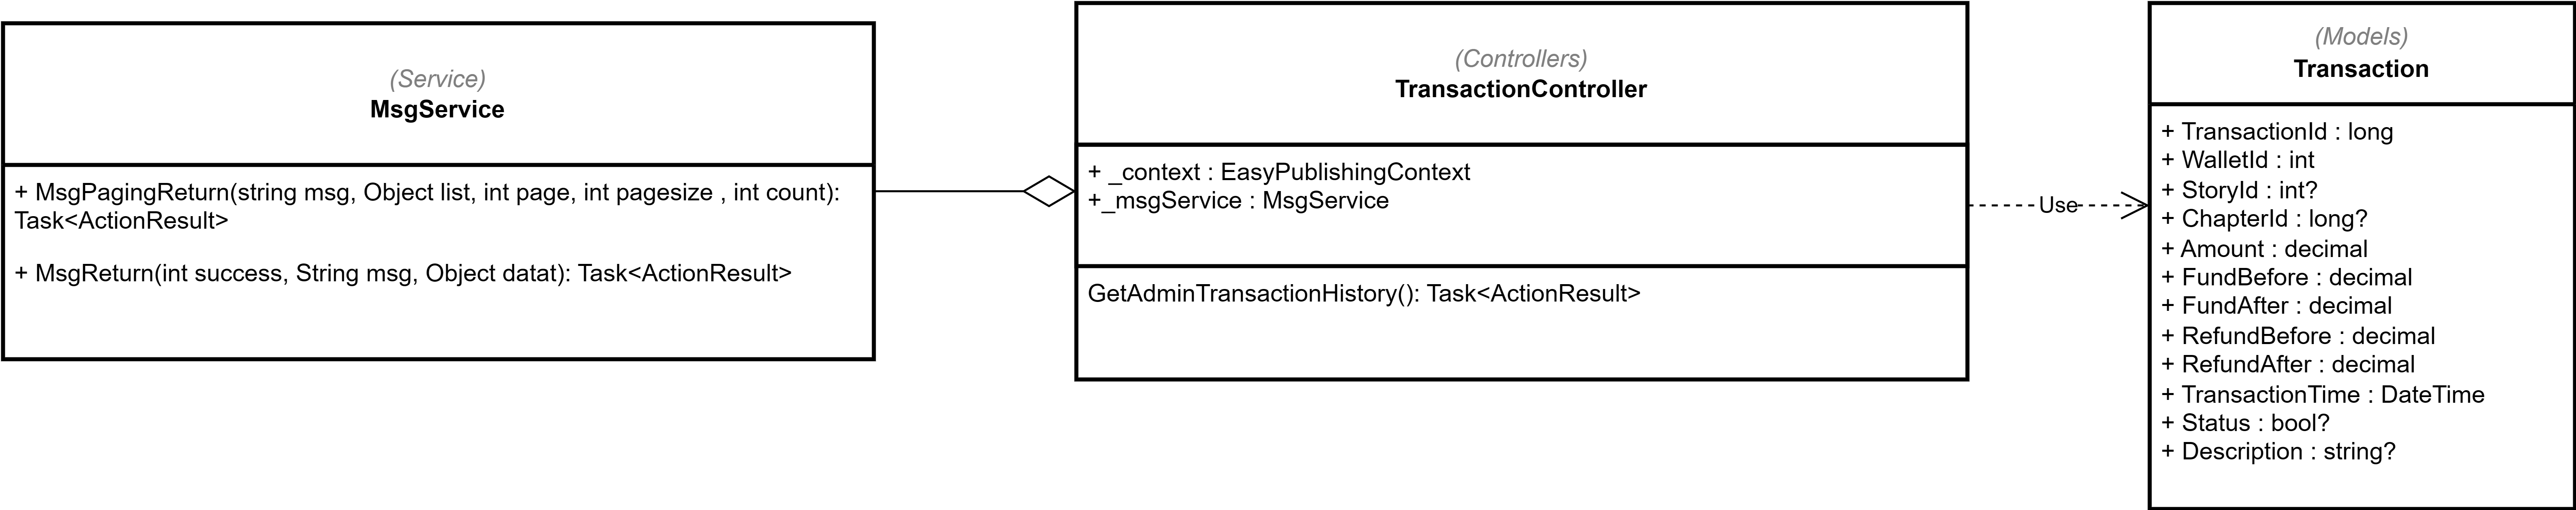 (Service)
MsgService
+ MsgPagingReturn(string msg, Object list, int page, int pagesize , int count):
Task<ActionResult>
+ MsgReturn(int success, String msg, Object datat): Task<ActionResult>
(Controllers)
TransactionController
+ _context : EasyPublishingContext
+_msgService : MsgService
GetAdminTransactionHistory(): Task<ActionResult>
Use
(Models)
Transaction
+ TransactionId : long
+ WalletId : int
+ StoryId : int?
+ ChapterId : long?
+ Amount : decimal
+ FundBefore : decimal
+ FundAfter : decimal
+ RefundBefore : decimal
+ RefundAfter : decimal
+ TransactionTime : DateTime
+ Status : bool?
+ Description : string?